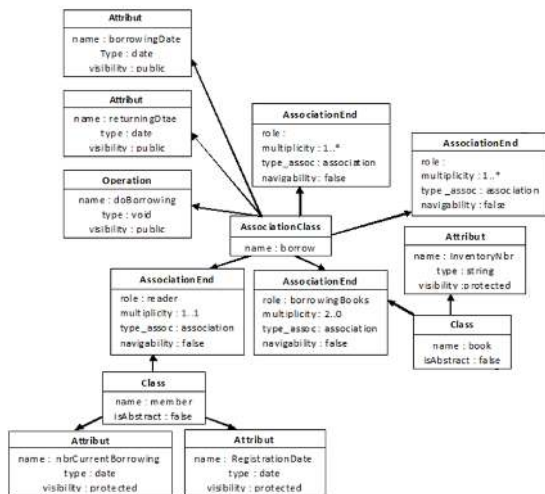 Attribut
name : borrowingDate
Type : date
visibility : public
Attribut
name : returningDtae
type : date
visibility : public
Operation
name : doBorrowing
type : void
visibility : public
AssociationEnd
role :
multiplicity : 1..*
type_assoc : association
navigability : false
AssociationEnd
role :
multiplicity : 1..*
type_assoc : association
navigability : false
AssociationClass
name : borrow
Attribut
name : InventoryNbr
type : string
visibility : protected
AssociationEnd
role : reader
multiplicity : 1..1
type_assoc : association
navigability : false
AssociationEnd
role : borrowingBooks
multiplicity : 2..0
type_assoc : association
navigability : false
Class
name : book
IsAbstract : false
Class
name : member
isAbstract : false
Attribut
name : nbrCurrentBorrowing
type : date
visibility : protected
Attribut
name : RegistrationDate
type : date
visibility : protected